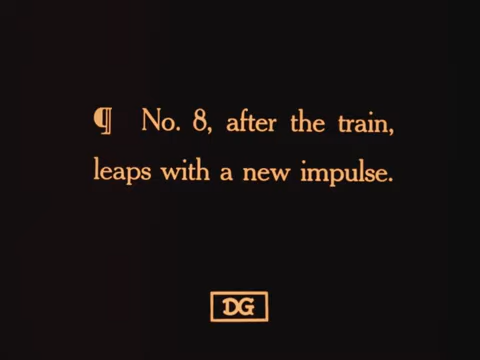 ¶ No. 8, after the train,
leaps with a new impulse.
DG